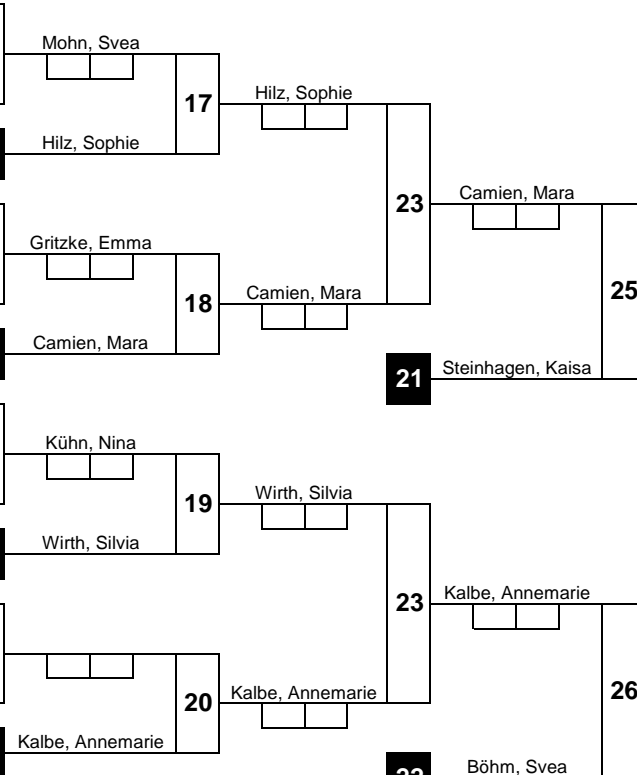 Mohn, Svea
17
Hilz, Sophie
Hilz, Sophie
23
Camien, Mara
Gritzke, Emma
18
Camien, Mara
Camien, Mara
25
21
Steinhagen, Kaisa
Kühn, Nina
19
Wirth, Silvia
Wirth, Silvia
23
Kalbe, Annemarie
20
Kalbe, Annemarie
Kalbe, Annemarie
26
22
Böhm, Svea